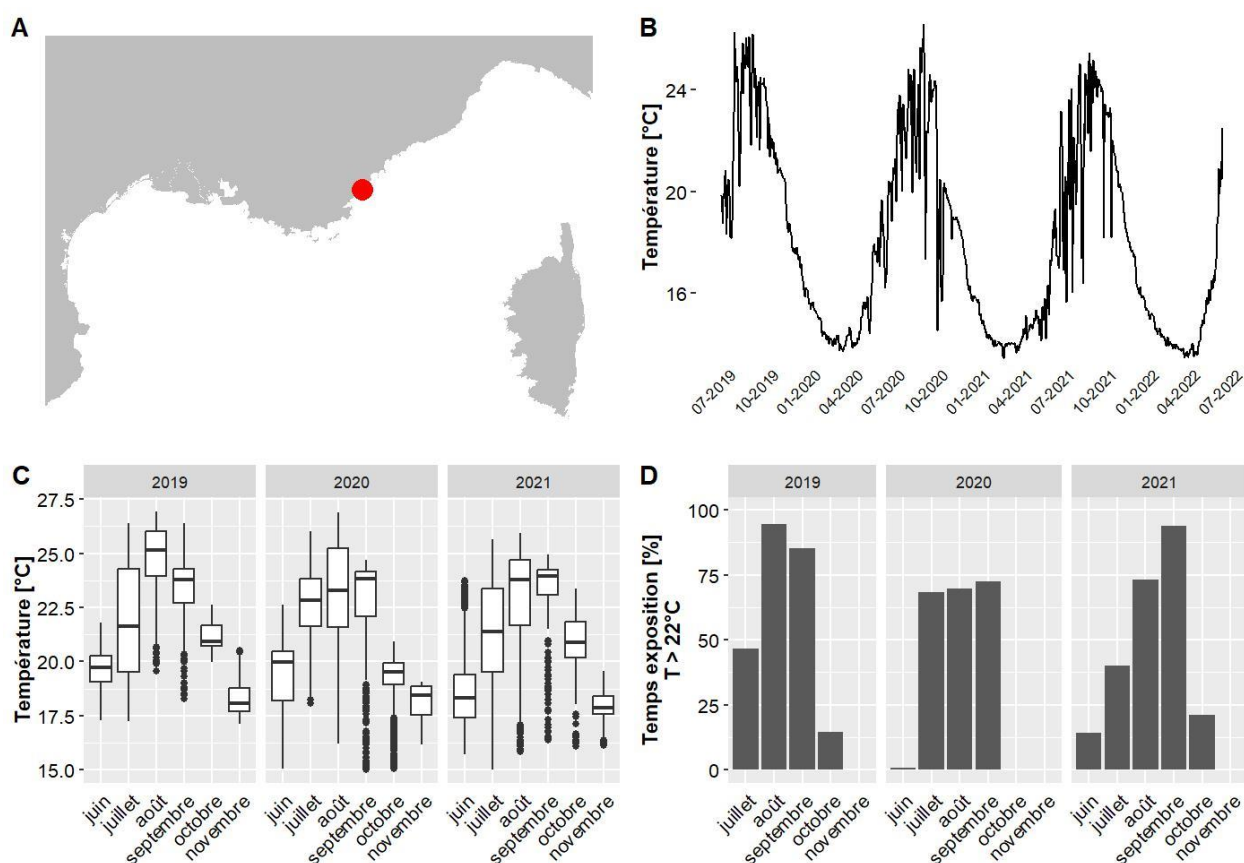 A
B
Température [°C]
24
20
16
07-2019
10-2019
01-2020
04-2020
07-2020
10-2020
01-2021
04-2021
07-2021
10-2021
01-2022
04-2022
07-2022
C
2019
2020
2021
Température [°C]
27.5
25.0
22.5
20.0
17.5
15.0
juin
juillet
août
septembre
octobre
novembre
juin
juillet
août
septembre
octobre
novembre
juin
juillet
août
septembre
octobre
novembre
D
2019
2020
2021
Temps exposition [%]
T > 22°C
100
75
50
25
0
juillet
août
septembre
octobre
novembre
juin
juillet
août
septembre
octobre
novembre
juin
juillet
août
septembre
octobre
novembre